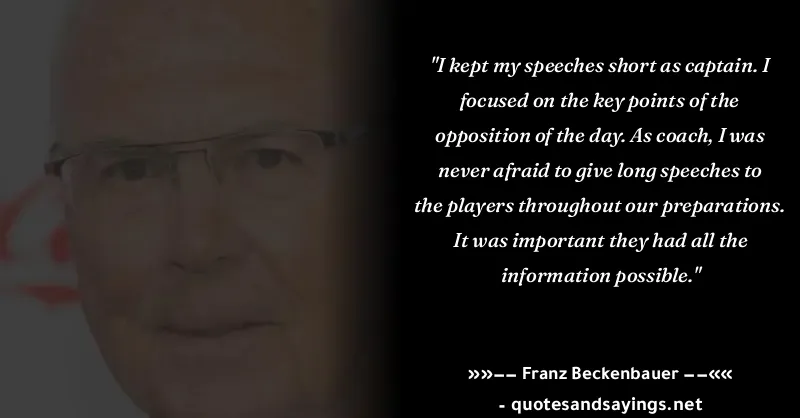 "I kept my speeches short as captain. I
focused on the key points of the
opposition of the day. As coach, I was
never afraid to give long speeches to
the players throughout our preparations.
It was important they had all the
information possible."
»»–– Franz Beckenbauer ––««
- quotesandsayings.net